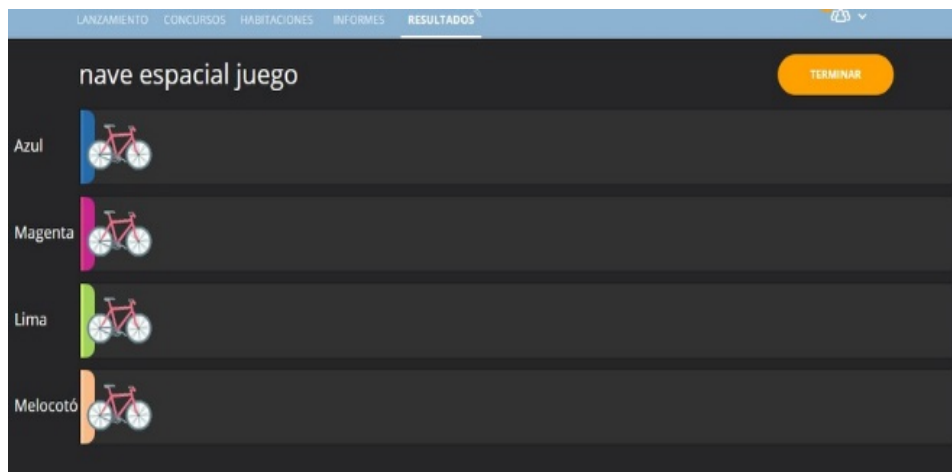 LANZAMIENTO CONCURSOS HABITACIONES INFORMES RESULTADOS
nave espacial juego
TERMINAR
Azul
Magenta
Lima
Melocotó